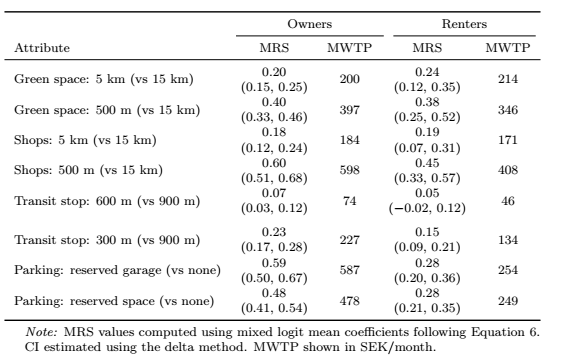 Owners Renters
Attribute MRS MWTP MRS MWTP
Green space: 5 km (vs 15 km) 0.20 200 0.24 214
(0.15, 0.25) (0.12, 0.35)
Green space: 500 m (vs 15 km) 0.40 397 0.38 346
(0.33, 0.46) (0.25, 0.52)
Shops: 5 km (vs 15 km) 0.18 184 0.19 171
(0.12, 0.24) (0.07, 0.31)
Shops: 500 m (vs 15 km) 0.60 598 0.45 408
(0.51, 0.68) (0.33, 0.57)
Transit stop: 600 m (vs 900 m) 0.07 74 0.05 46
(0.03, 0.12) (−0.02, 0.12)
Transit stop: 300 m (vs 900 m) 0.23 227 0.15 134
(0.17, 0.28) (0.09, 0.21)
Parking: reserved garage (vs none) 0.59 587 0.28 254
(0.50, 0.67) (0.20, 0.36)
Parking: reserved space (vs none) 0.48 478 0.28 249
(0.41, 0.54) (0.21, 0.35)
Note: MRS values computed using mixed logit mean coefficients following Equation 6.
CI estimated using the delta method. MWTP shown in SEK/month.